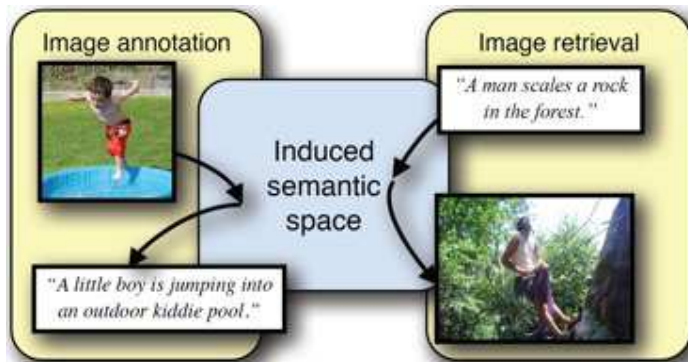 Image annotation
Image retrieval
“A man scales a rock
in the forest.”
Induced
semantic
space
“A little boy is jumping into
an outdoor kiddie pool.”